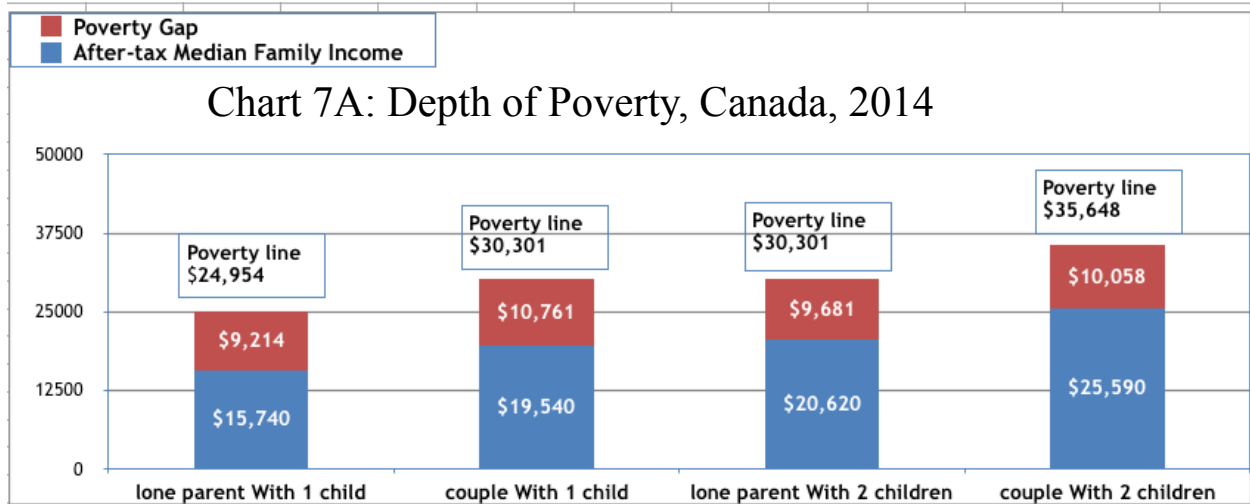 Poverty Gap
After-tax Median Family Income
Chart 7A: Depth of Poverty, Canada, 2014
50000
37500
25000
12500
0
Poverty line
$24,954
$9,214
$15,740
Poverty line
$30,301
$10,761
$19,540
Poverty line
$30,301
$9,681
$20,620
Poverty line
$35,648
$10,058
$25,590
lone parent With 1 child
couple With 1 child
lone parent With 2 children
couple With 2 children